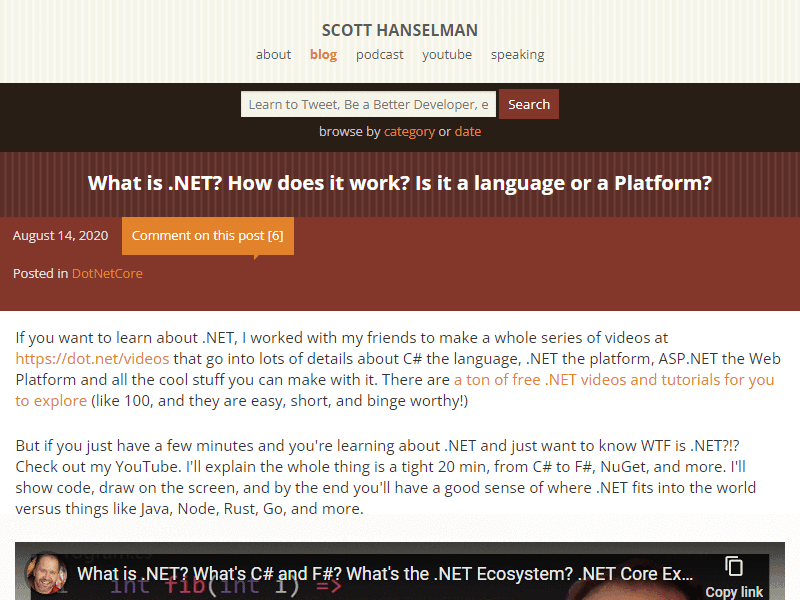 SCOTT HANSELMAN
about blog podcast youtube speaking
Learn to Tweet, Be a Better Developer, e Search
browse by category or date
What is .NET? How does it work? Is it a language or a Platform?
August 14, 2020 Comment on this post [6]
Posted in DotNetCore
If you want to learn about .NET, I worked with my friends to make a whole series of videos at
https://dot.net/videos that go into lots of details about C# the language, .NET the platform, ASP.NET the Web
Platform and all the cool stuff you can make with it. There are a ton of free .NET videos and tutorials for you
to explore (like 100, and they are easy, short, and binge worthy!)
But if you just have a few minutes and you're learning about .NET and just want to know WTF is .NET?!?
Check out my YouTube. I'll explain the whole thing is a tight 20 min, from C# to F#, NuGet, and more. I'll
show code, draw on the screen, and by the end you'll have a good sense of where .NET fits into the world
versus things like Java, Node, Rust, Go, and more.
What is .NET? What's C# and F#? What's the .NET Ecosystem? .NET Core Ex...
int fib(int i) =>
Copy link